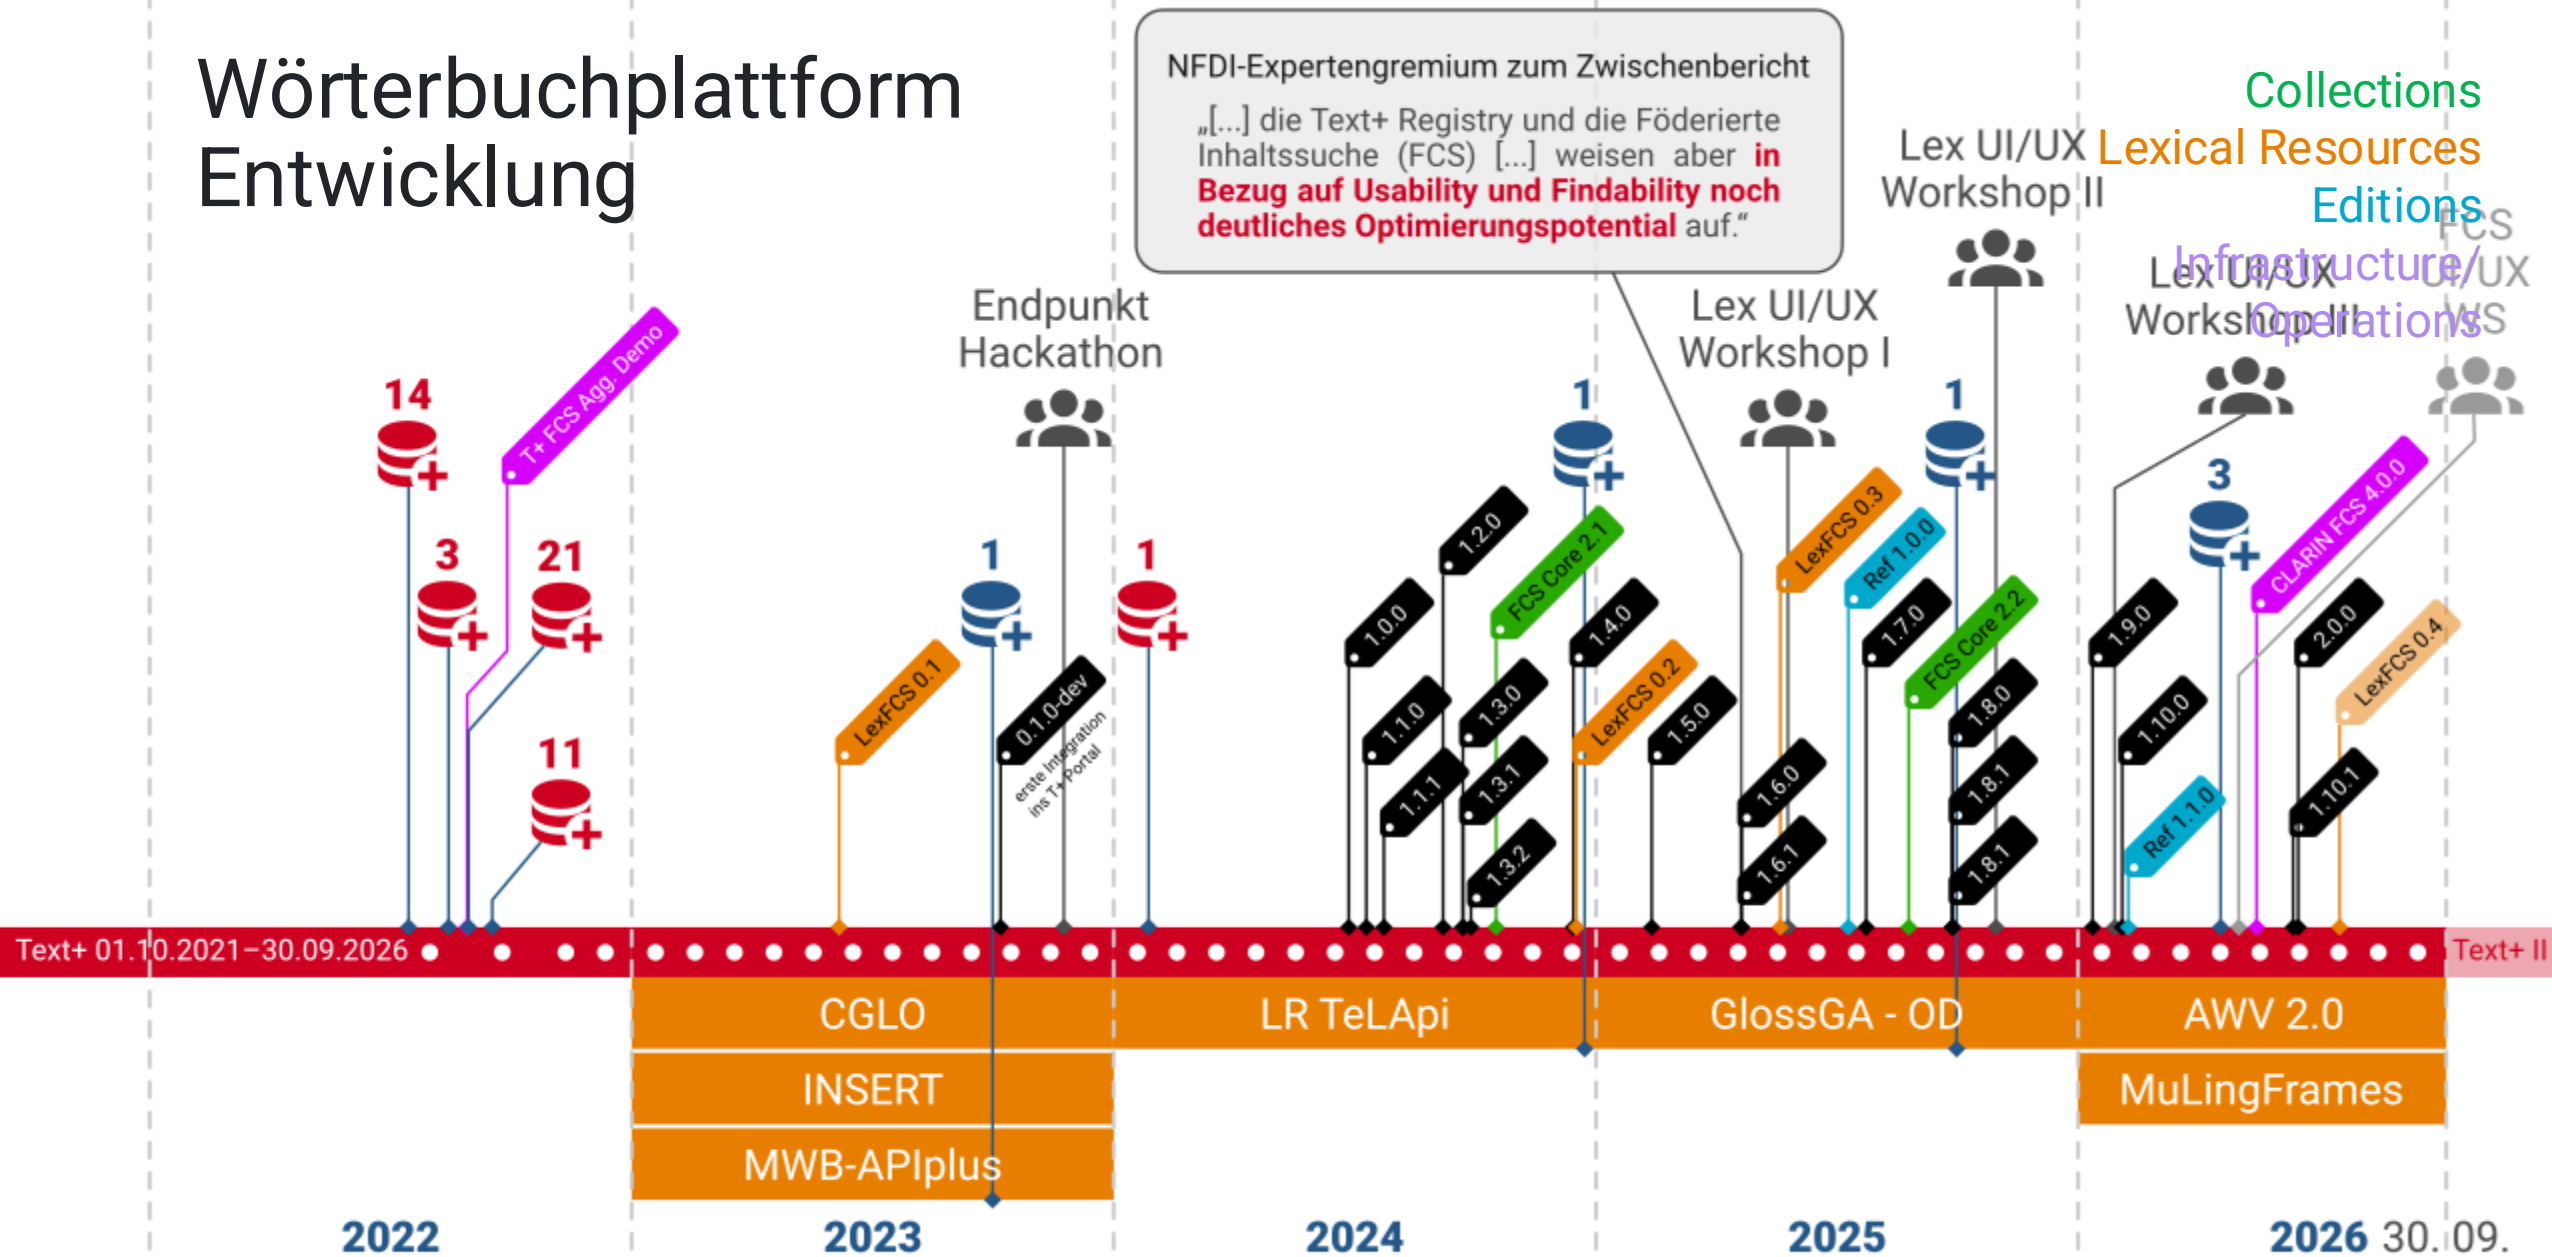 Wörterbuchplattform
Entwicklung
NFDI-Expertengremium zum Zwischenbericht
„[...] die Text+ Registry und die Föderierte
Inhaltssuche (FCS) [...] weisen aber in
Bezug auf Usability und Findability noch
deutliches Optimierungspotential auf.“
Collections
Lexical Resources
Editions
Infrastructure/
Operations
Lex UI/UX
Workshop II
FCS
UI/UX
WS
Lex UI/UX
Workshop III
Endpunkt
Hackathon
Lex UI/UX
Workshop I
14
3
T+ FCS Agg. Demo
21
11
LexFCS 0.1
1
0.1.0-dev
erste Integration
ins T+ Portal
1
1.0.0
1.1.0
1.1.1
1.2.0
1.3.0
1.3.1
1.3.2
FCS Core 2.1
1
1.4.0
LexFCS 0.2
1.5.0
1.6.0
1.6.1
LexFCS 0.3
Ref 1.0.0
1.7.0
FCS Core 2.2
1
1.8.0
1.8.1
1.8.1
1.9.0
1.10.0
Ref 1.1.0
3
CLARIN FCS 4.0.0
2.0.0
1.10.1
LexFCS 0.4
Text+ 01.10.2021–30.09.2026
Text+ II
CGLO
LR TeLApi
GlossGA - OD
AWV 2.0
INSERT
MuLingFrames
MWB-APIplus
2022
2023
2024
2025
2026 30.09.